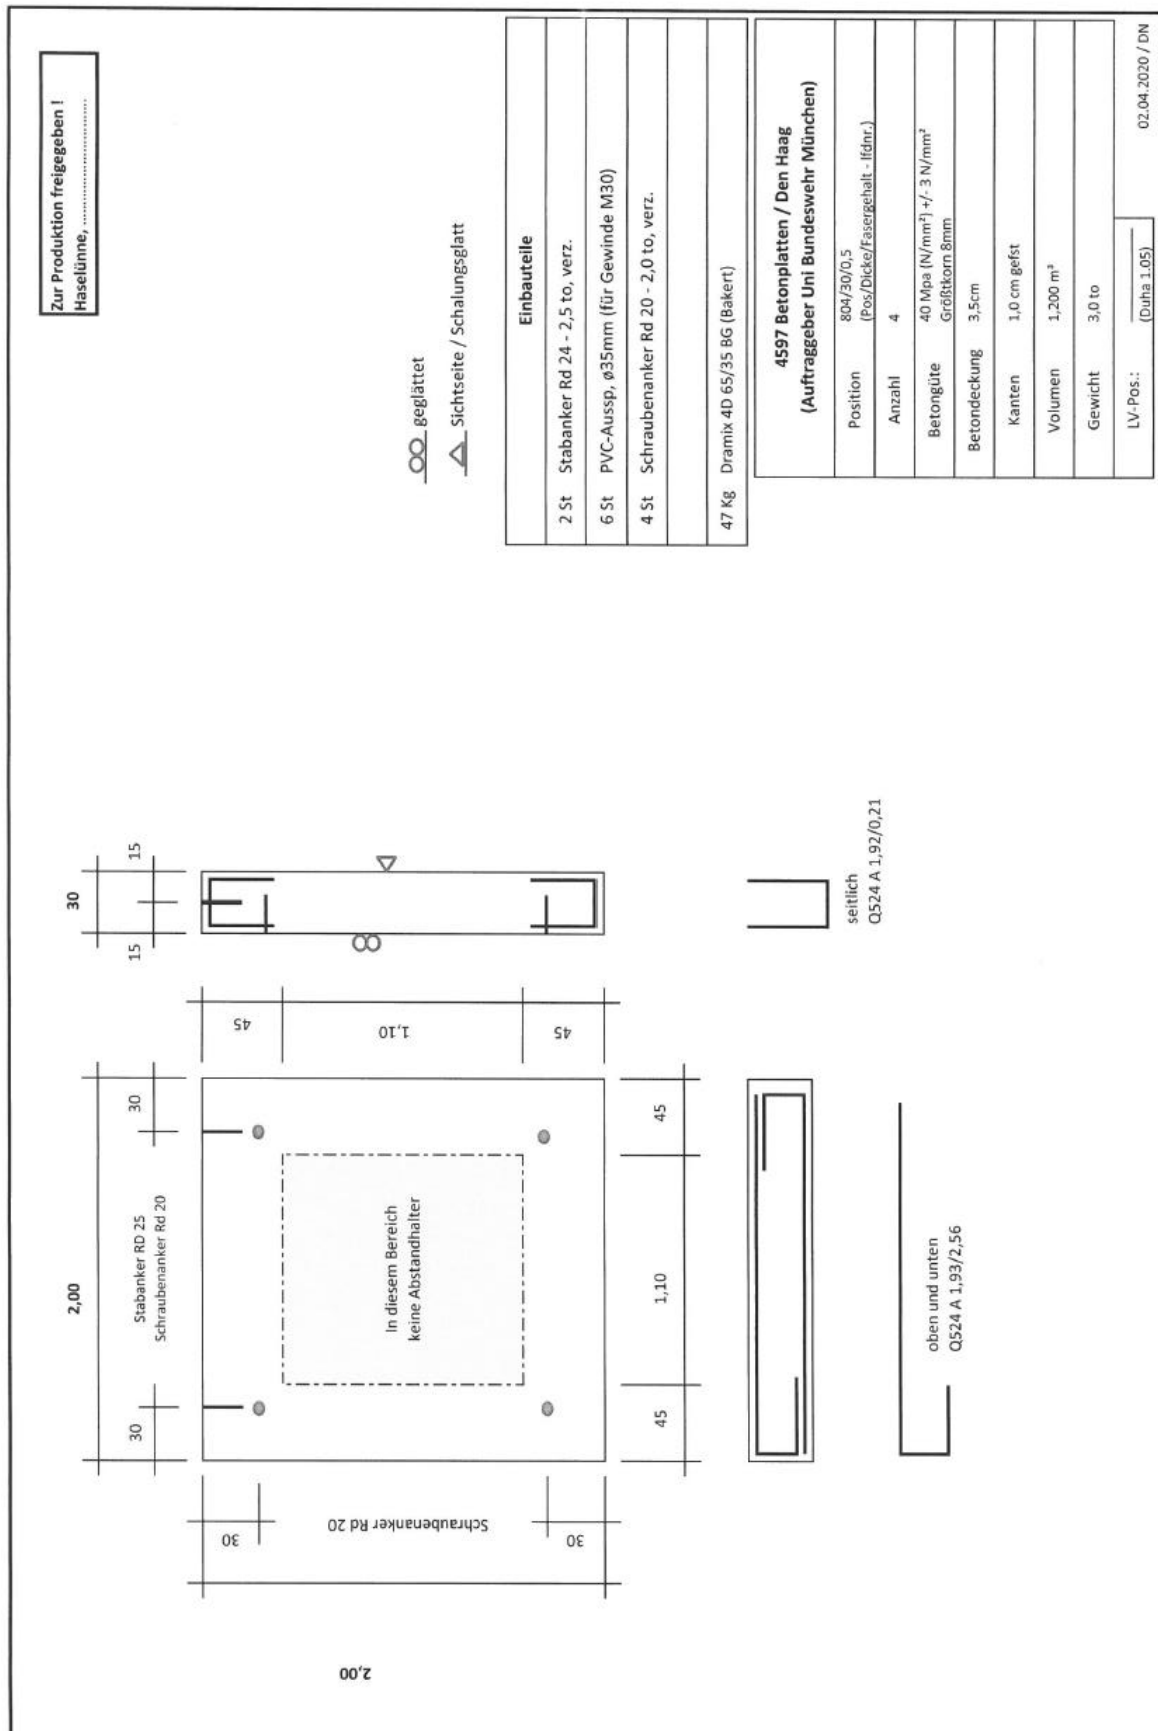 Zur Produktion freigegeben !
Haselünne, ..............................
geglättet
Sichtseite / Schalungsglatt
Einbauteile
2 St Stabanker Rd 24 - 2,5 to, verz.
6 St PVC-Aussp, ø35mm (für Gewinde M30)
4 St Schraubenanker Rd 20 - 2,0 to, verz.
47 Kg Dramix 4D 65/35 BG (Bakert)
4597 Betonplatten / Den Haag
(Auftraggeber Uni Bundeswehr München)
Position 804/30/0,5
(Pos/Dicke/Fasergehalt - lfdnr.)
Anzahl 4
Betongüte 40 Mpa (N/mm²) +/- 3 N/mm²
Größtkorn 8mm
Betondeckung 3,5cm
Kanten 1,0 cm gefst
Volumen 1,200 m³
Gewicht 3,0 to
LV-Pos.:
(Duha 1.05)
02.04.2020 / DN
2,00
30
30
Stabanker RD 25
Schraubenanker Rd 20
2,00
30
Schraubenanker Rd 20
30
In diesem Bereich
keine Abstandhalter
45
1,10
45
45
1,10
45
30
15
15
seitlich
Q524 A 1,92/0,21
oben und unten
Q524 A 1,93/2,56